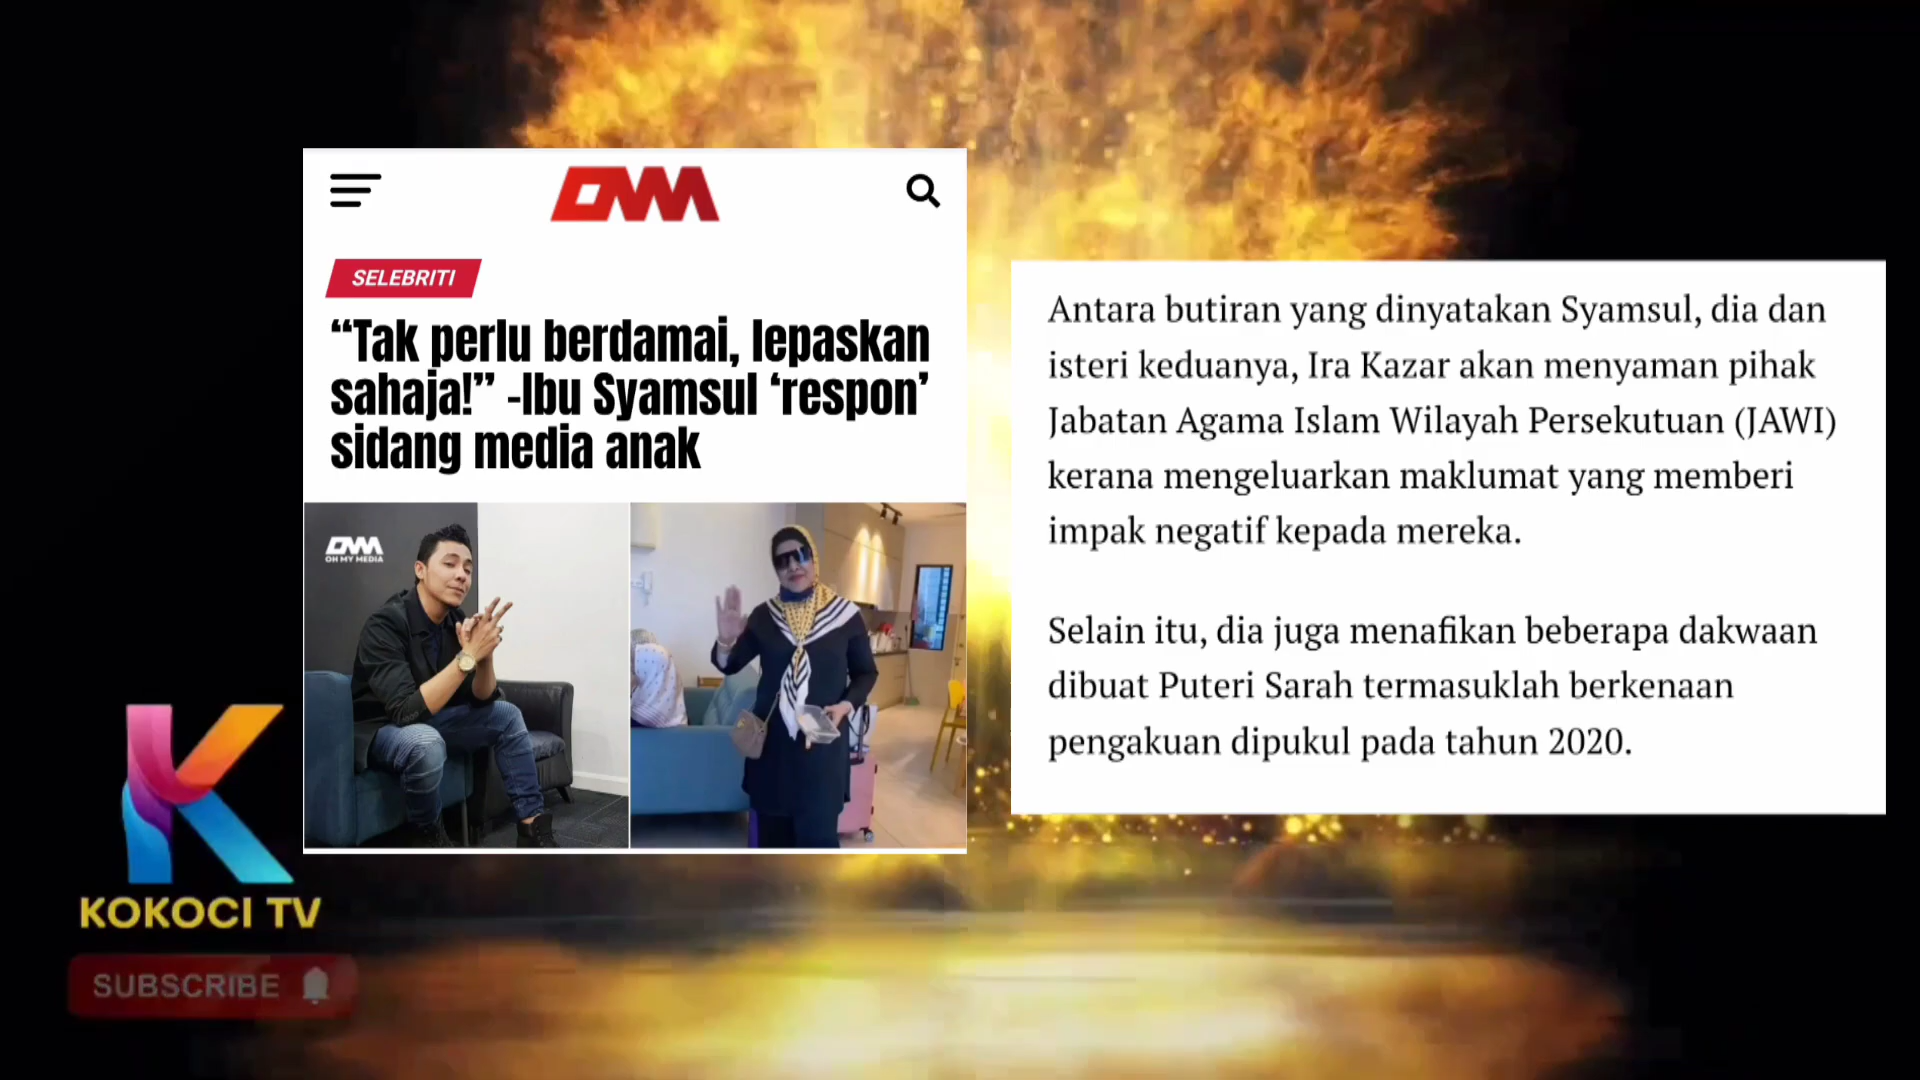 OMM
SELEBRITI
“Tak perlu berdamai, lepaskan
sahaja!” -Ibu Syamsul ‘respon’
sidang media anak
OMM
OH MY MEDIA
Antara butiran yang dinyatakan Syamsul, dia dan
isteri keduanya, Ira Kazar akan menyaman pihak
Jabatan Agama Islam Wilayah Persekutuan (JAWI)
kerana mengeluarkan maklumat yang memberi
impak negatif kepada mereka.
Selain itu, dia juga menafikan beberapa dakwaan
dibuat Puteri Sarah termasuklah berkenaan
pengakuan dipukul pada tahun 2020.
K
KOKOCI TV
SUBSCRIBE